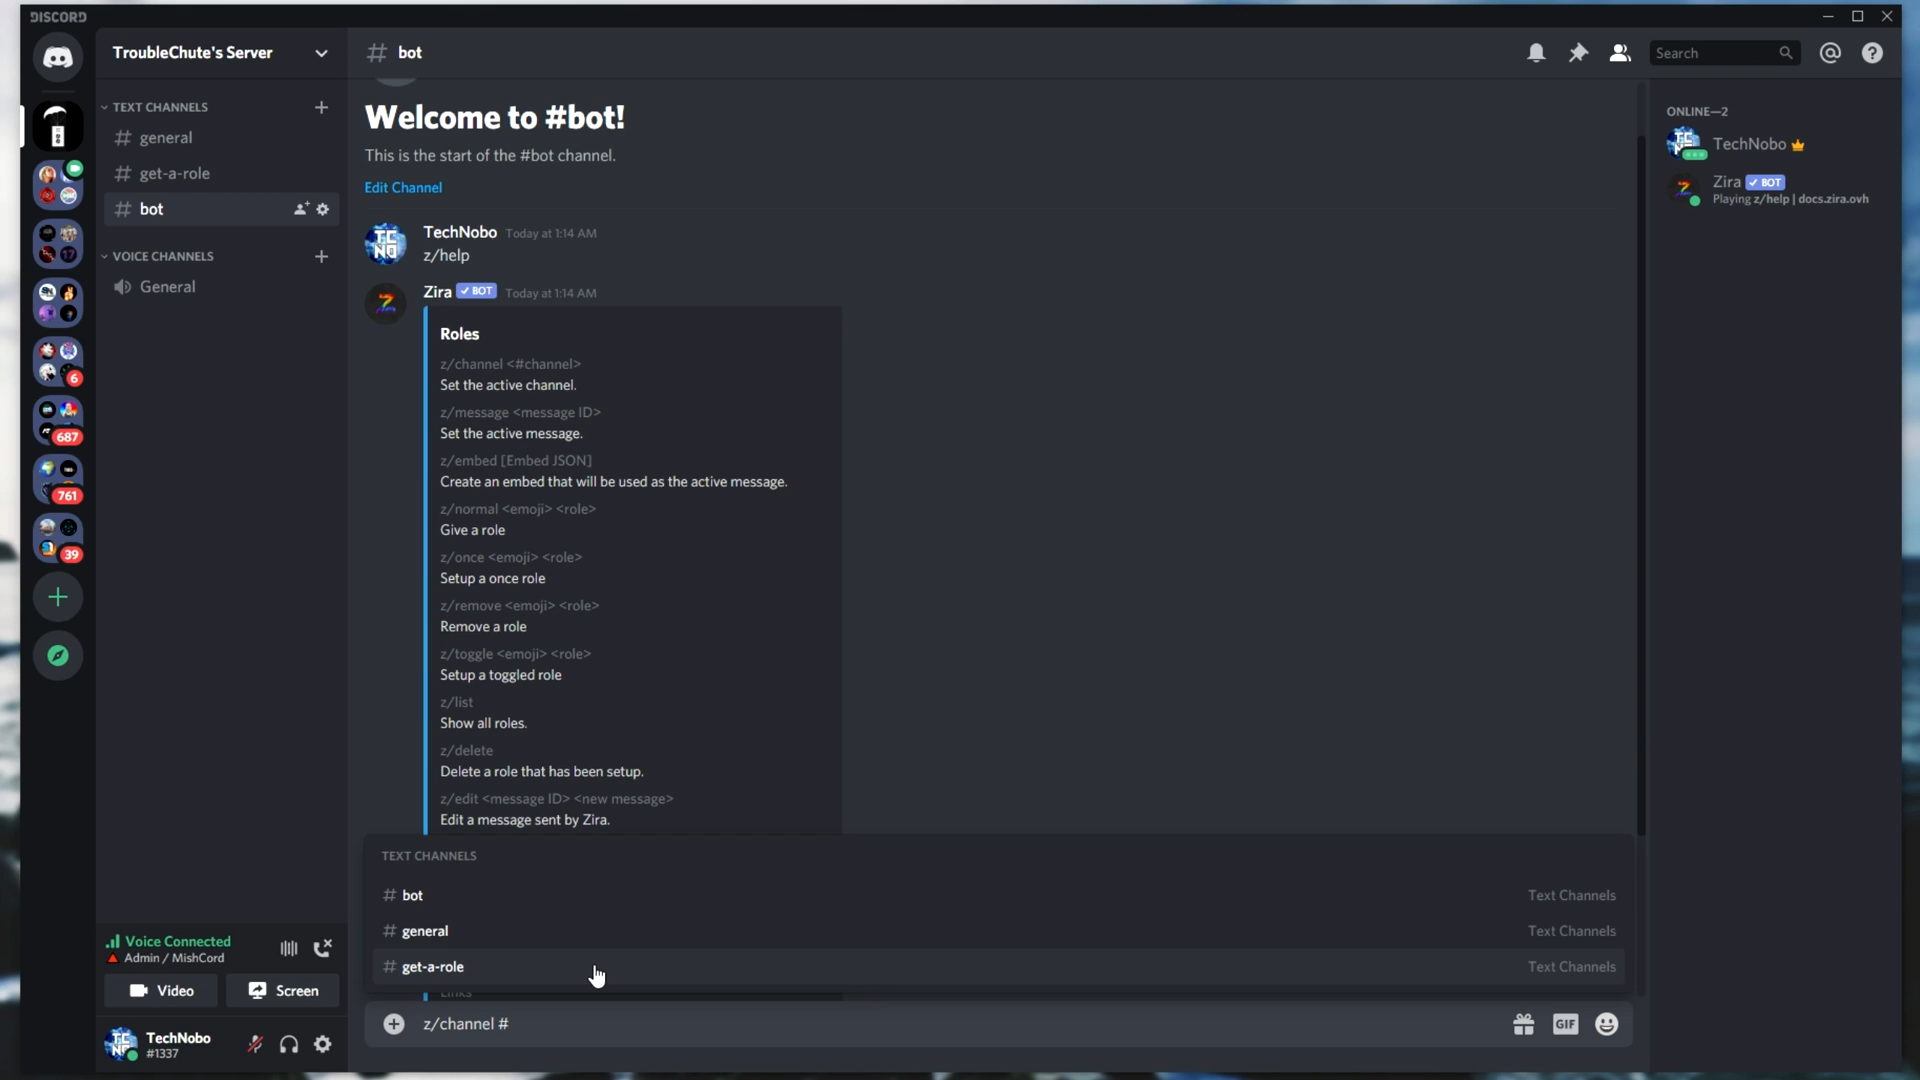 DISCORD
TroubleChute's Server
TEXT CHANNELS
general
get-a-role
bot
VOICE CHANNELS
General
6
687
761
39
Voice Connected
Admin / MishCord
Video
Screen
TechNobo
#1337
# bot
Search
Welcome to #bot!
This is the start of the #bot channel.
Edit Channel
TechNobo Today at 1:14 AM
z/help
Zira ✓ BOT Today at 1:14 AM
Roles
z/channel <#channel>
Set the active channel.
z/message <message ID>
Set the active message.
z/embed [Embed JSON]
Create an embed that will be used as the active message.
z/normal <emoji> <role>
Give a role
z/once <emoji> <role>
Setup a once role
z/remove <emoji> <role>
Remove a role
z/toggle <emoji> <role>
Setup a toggled role
z/list
Show all roles.
z/delete
Delete a role that has been setup.
z/edit <message ID> <new message>
Edit a message sent by Zira.
TEXT CHANNELS
# bot Text Channels
# general Text Channels
# get-a-role Text Channels
Links
z/channel #
GIF
ONLINE—2
TechNobo
Zira ✓ BOT
Playing z/help | docs.zira.ovh